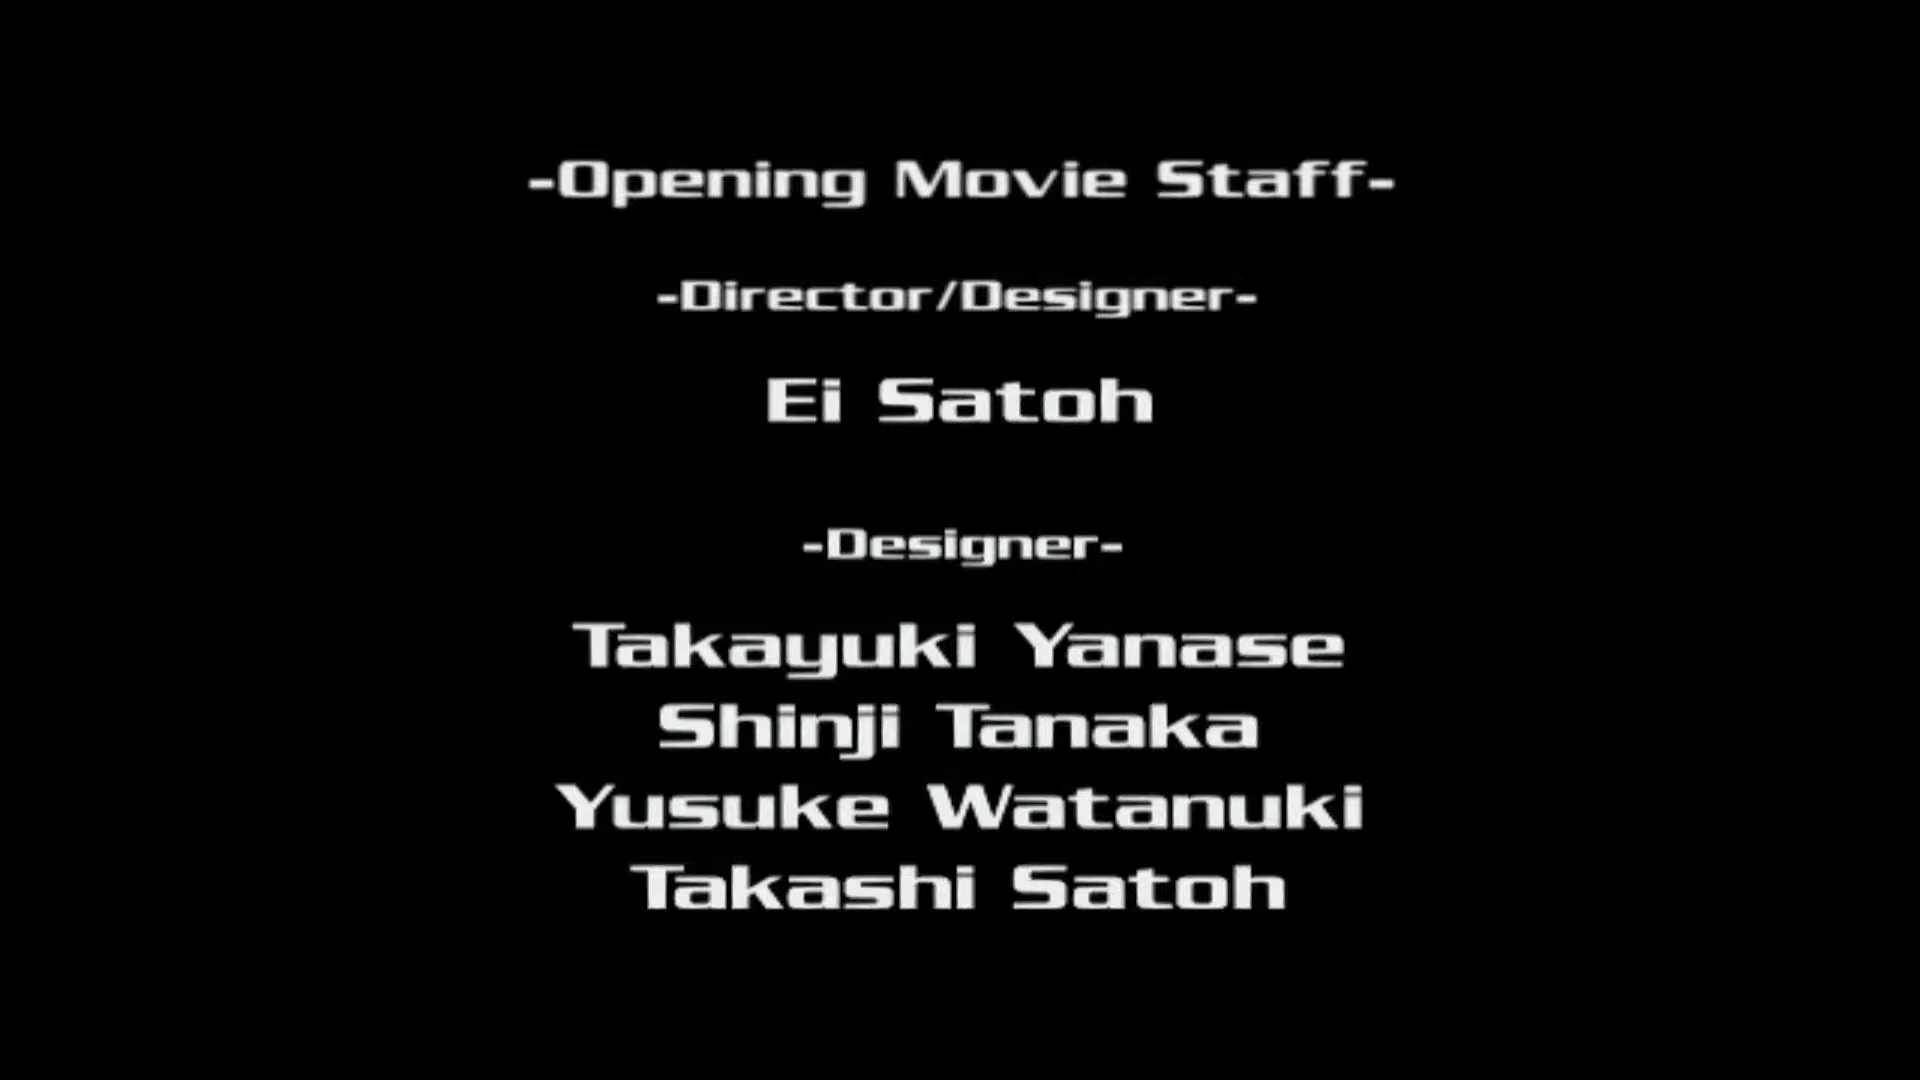 -Opening Movie Staff-
-Director/Designer-
Ei Satoh
-Designer-
Takayuki Yanase
Shinji Tanaka
Yusuke Watanuki
Takashi Satoh